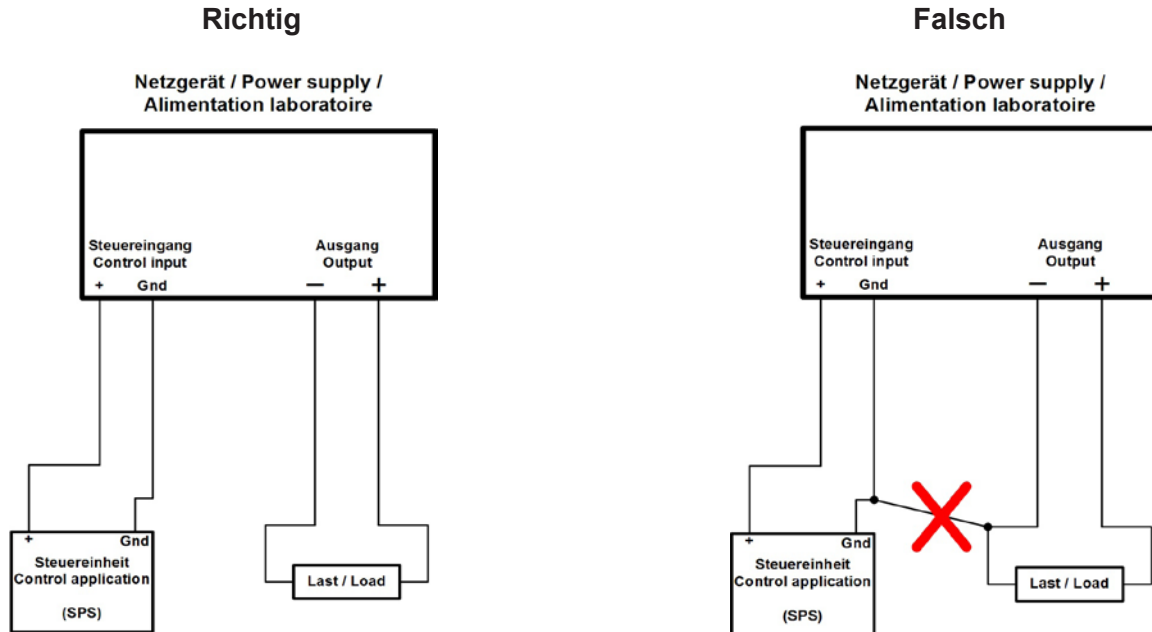 Richtig
Netzgerät / Power supply /
Alimentation laboratoire
Steuereingang
Control input
+ Gnd
Ausgang
Output
— +
+ Gnd
Steuereinheit
Control application
(SPS)
Last / Load
Falsch
Netzgerät / Power supply /
Alimentation laboratoire
Steuereingang
Control input
+ Gnd
Ausgang
Output
— +
+ Gnd
Steuereinheit
Control application
(SPS)
Last / Load